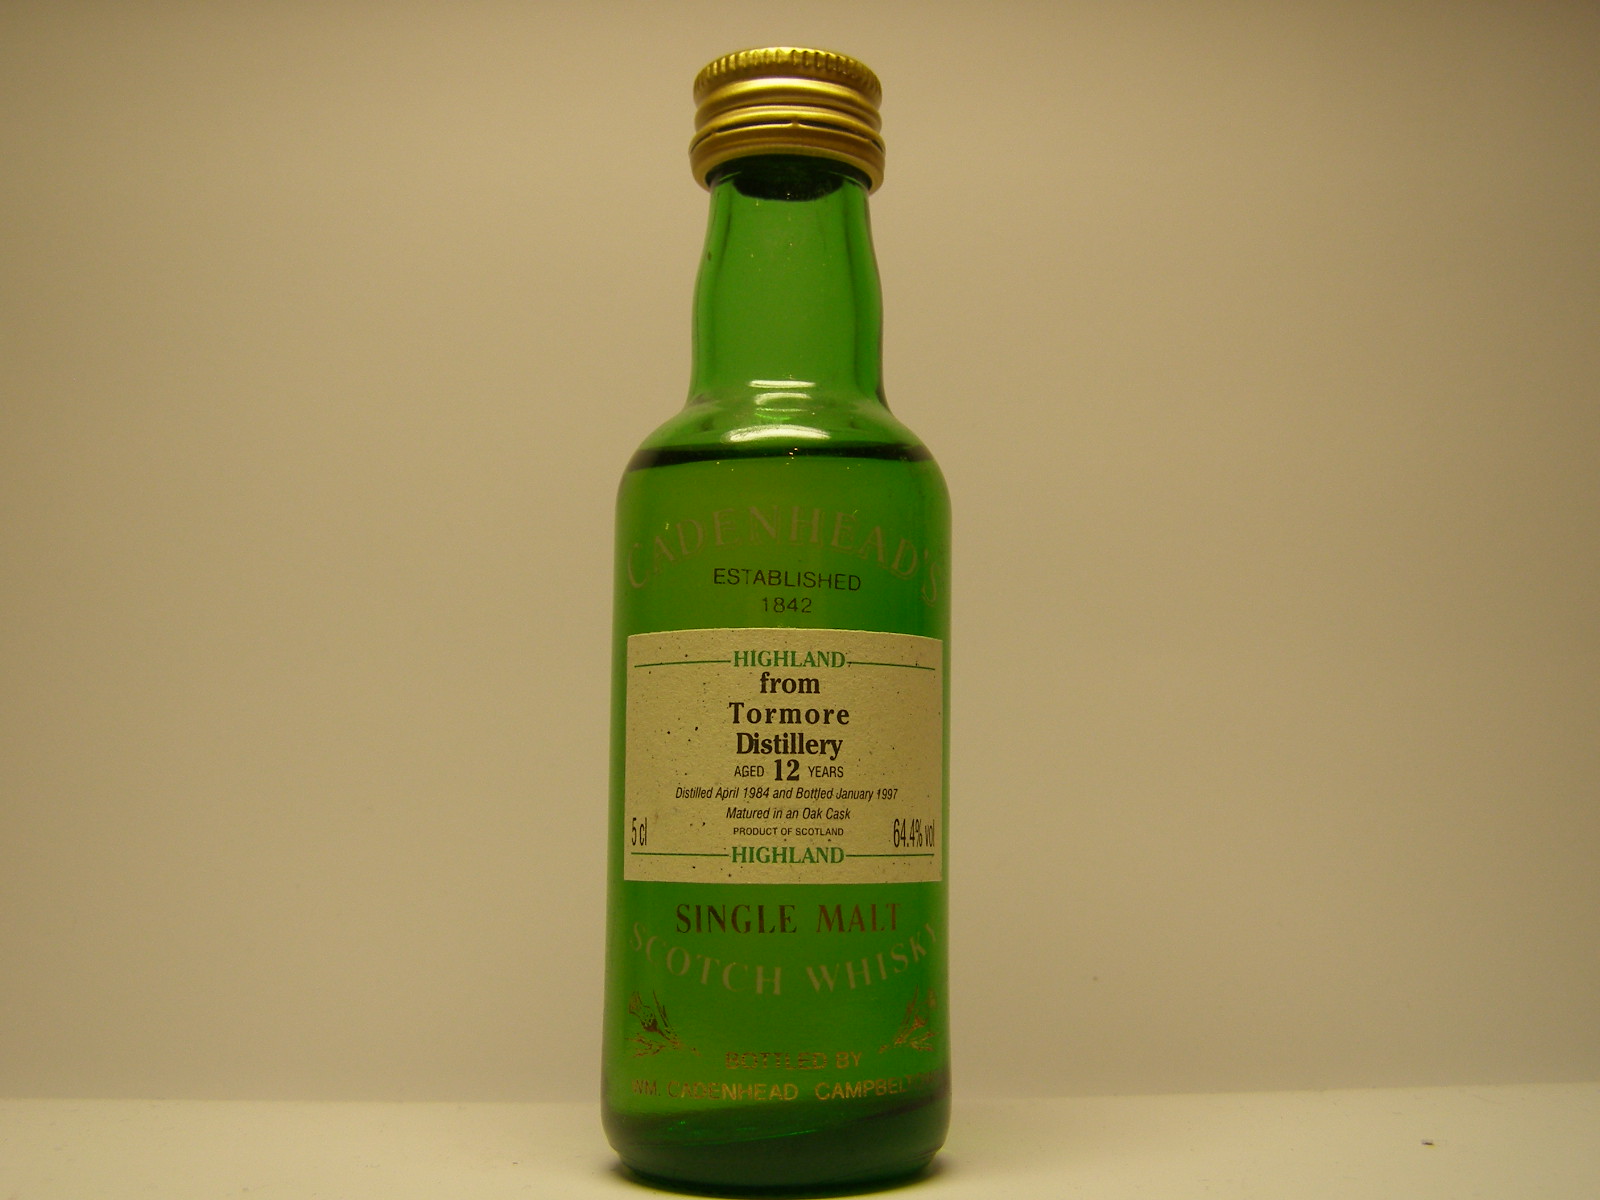 CADENHEAD'S
ESTABLISHED
1842
HIGHLAND
from
Tormore
Distillery
AGED 12 YEARS
Distilled April 1984 and Bottled January 1997
Matured in an Oak Cask
5 cl PRODUCT OF SCOTLAND 64.4% vol
HIGHLAND
SINGLE MALT
SCOTCH WHISKY
BOTTLED BY
WM. CADENHEAD